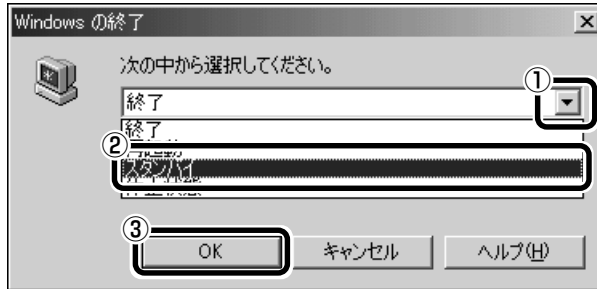 Windows の終了
次の中から選択してください。
①
終了
終了
②
スタンバイ
③
OK
キャンセル
ヘルプ(H)